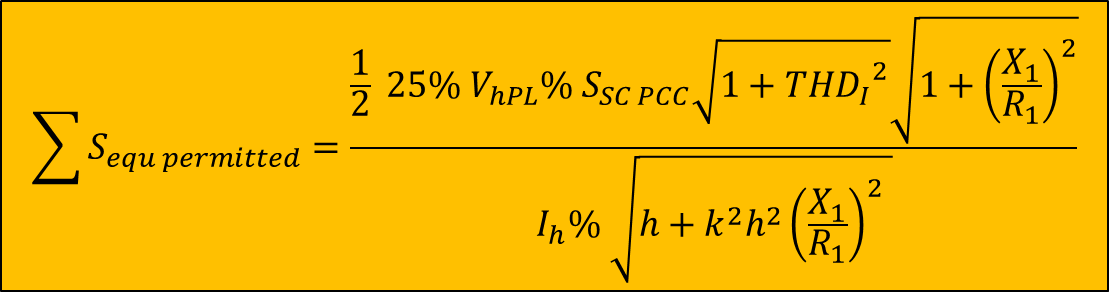 ∑ S_equ permitted = (1/2 25% V_hPL% S_SC PCC √(1 + THD_I²) √(1 + (X_1/R_1)²)) / (I_h% √(h + k²h² (X_1/R_1)²))